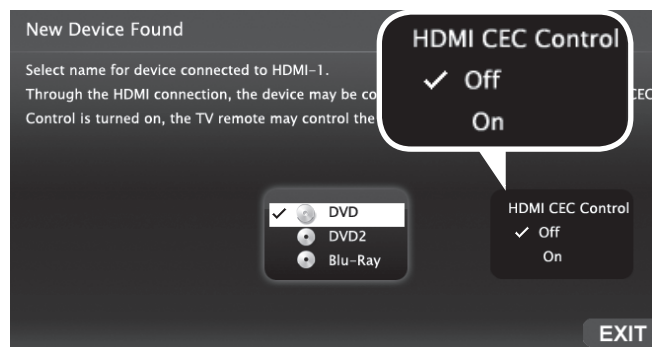 New Device Found
Select name for device connected to HDMI-1.
Through the HDMI connection, the device may be co
CEC
Control is turned on, the TV remote may control the
HDMI CEC Control
✓ Off
On
✓ DVD
DVD2
Blu-Ray
HDMI CEC Control
✓ Off
On
EXIT